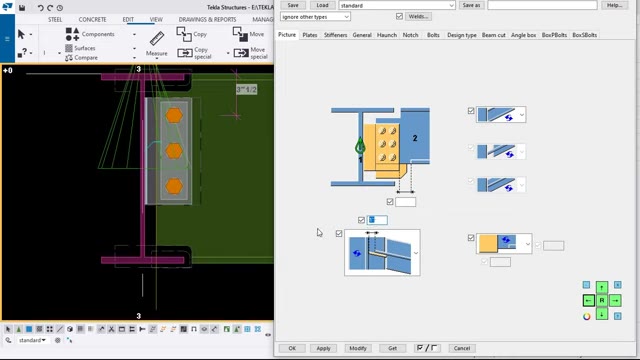 Tekla Structures - E:\TEKLA
STEEL CONCRETE EDIT VIEW DRAWINGS & REPORTS M
Components
Surfaces
Compare
Measure
Copy
Copy special
Move
Move special
+0
3
3"1/2
3
standard
Save Load standard Save as Help...
ignore other types Welds...
Picture Plates Stiffeners General Haunch Notch Bolts Design type Beam cut Angle box BoxPBolts BoxSBolts
1
2
R
OK Apply Modify Get Cancel